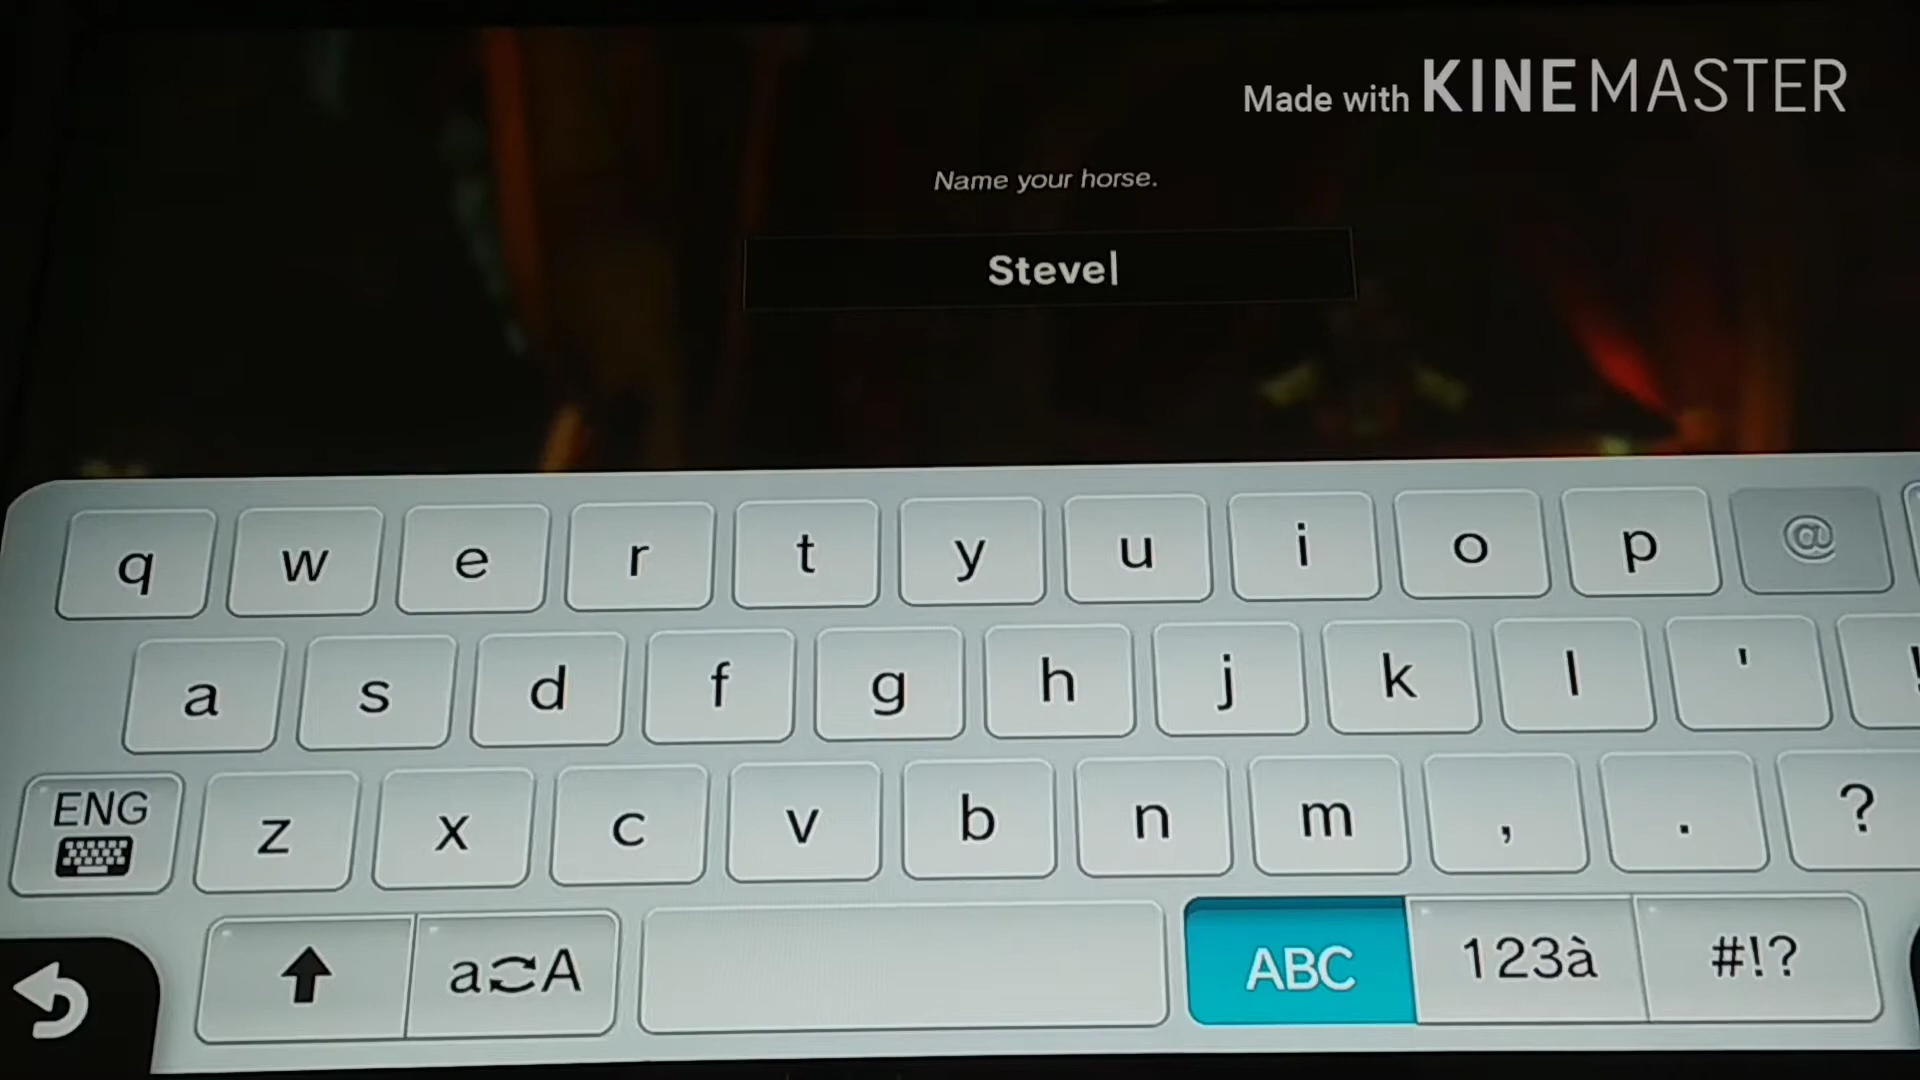 Made with KINEMASTER
Name your horse.
Steve
q w e r t y u i o p @
a s d f g h j k l '
ENG z x c v b n m , . ?
a A ABC 123à #!?